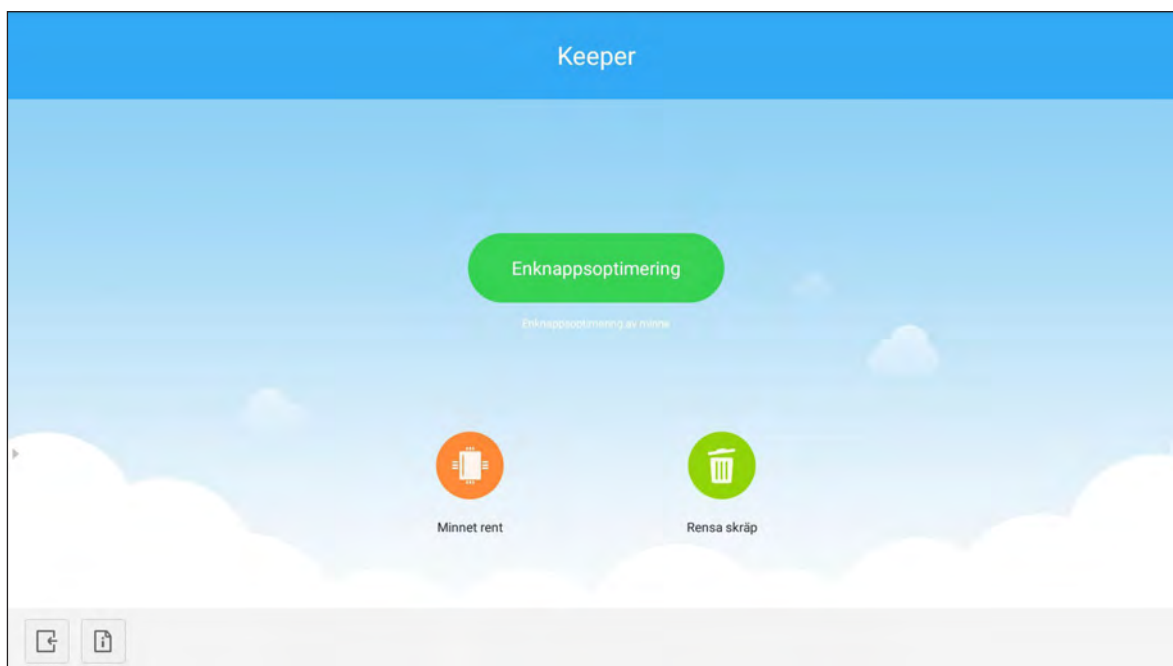 Keeper
Enknappsoptimering
Enknappsoptimering av minne
Minnet rent
Rensa skräp